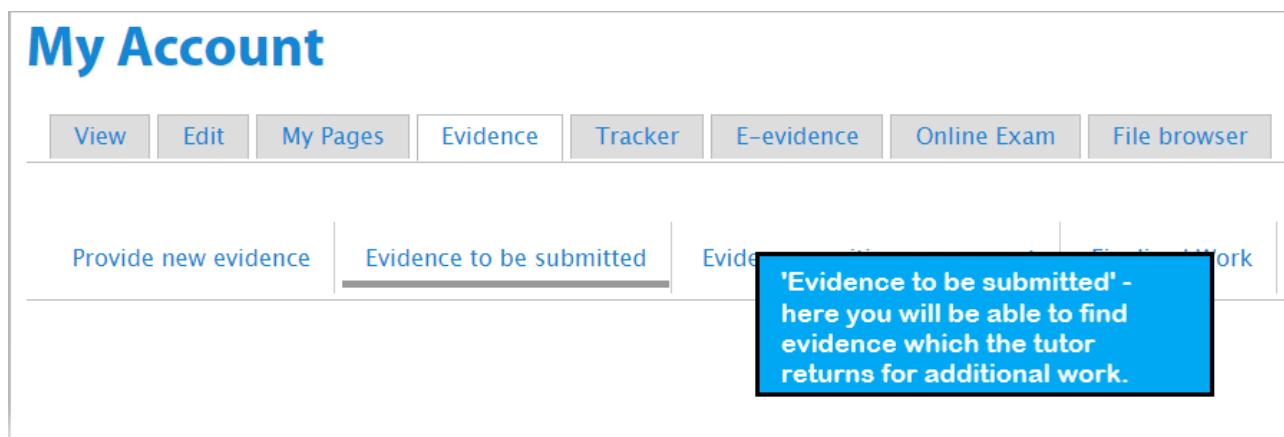 My Account
View Edit My Pages Evidence Tracker E-evidence Online Exam File browser
Provide new evidence Evidence to be submitted
'Evidence to be submitted' -
here you will be able to find
evidence which the tutor
returns for additional work.